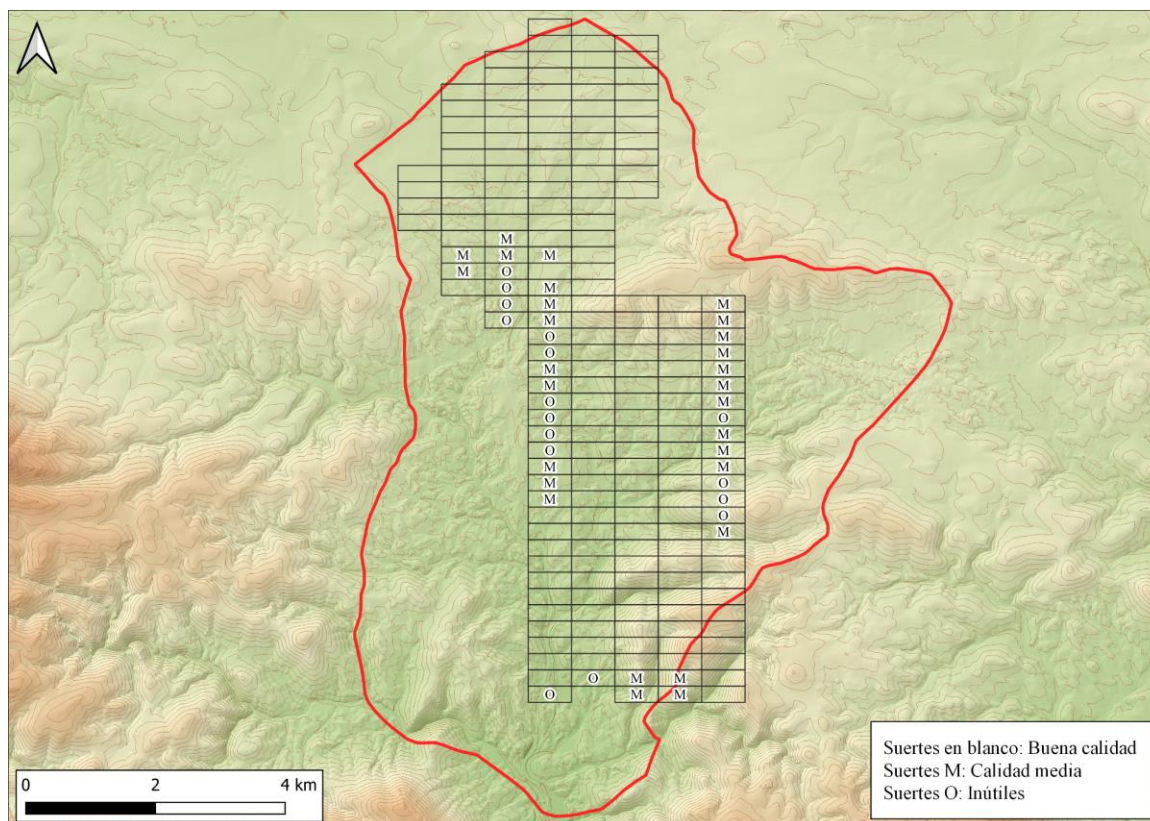 M
M M M
M O
O M
O M M
O M M
O M
O M
M M
M M
O M
O O
O M
O M
M M
M O
M O
O
M
O M M
O M M
0 2 4 km
Suertes en blanco: Buena calidad
Suertes M: Calidad media
Suertes O: Inútiles